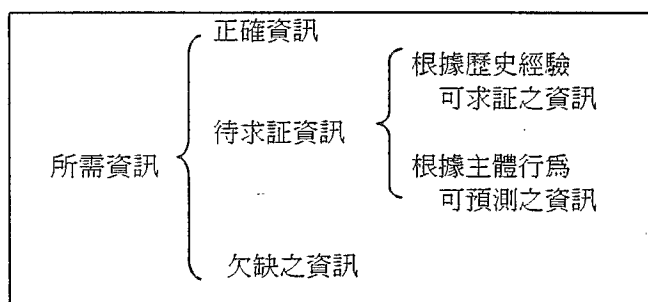 正確資訊
根據歷史經驗
可求証之資訊
待求証資訊
所需資訊
根據主體行爲
可預測之資訊
欠缺之資訊